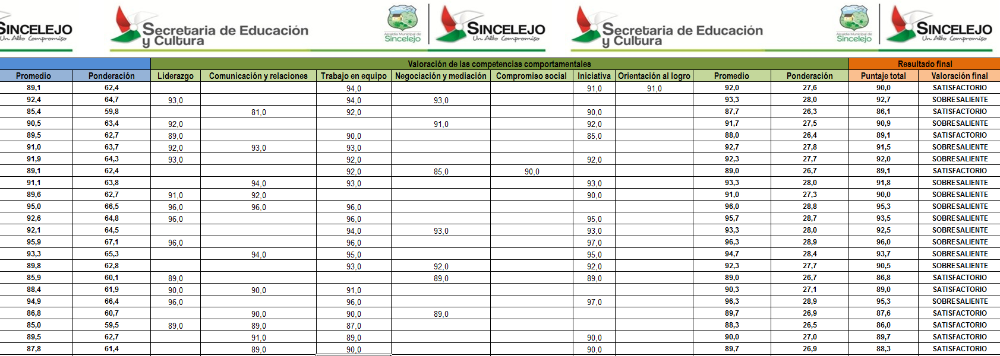 SINCELEJO
Un Alto Compromiso
Secretaria de Educación
y Cultura
Alcaldía Municipal de
Sincelejo
SINCELEJO
Un Alto Compromiso
Secretaria de Educación
y Cultura
Alcaldía Municipal de
Sincelejo
SINCELEJO
Un Alto Compromiso
Valoración de las competencias comportamentales Resultado final
Promedio Ponderación Liderazgo Comunicación y relaciones Trabajo en equipo Negociación y mediación Compromiso social Iniciativa Orientación al logro Promedio Ponderación Puntaje total Valoración final
89,1 62,4 94,0 91,0 91,0 92,0 27,6 90,0 SATISFACTORIO
92,4 64,7 93,0 94,0 93,0 93,3 28,0 92,7 SOBRESALIENTE
85,4 59,8 81,0 92,0 90,0 87,7 26,3 86,1 SATISFACTORIO
90,5 63,4 92,0 91,0 92,0 91,7 27,5 90,9 SOBRESALIENTE
89,5 62,7 89,0 90,0 85,0 88,0 26,4 89,1 SATISFACTORIO
91,0 63,7 92,0 93,0 93,0 92,7 27,8 91,5 SOBRESALIENTE
91,9 64,3 93,0 92,0 92,0 92,3 27,7 92,0 SOBRESALIENTE
89,1 62,4 92,0 85,0 90,0 89,0 26,7 89,1 SATISFACTORIO
91,1 63,8 94,0 93,0 93,0 93,3 28,0 91,8 SOBRESALIENTE
89,6 62,7 91,0 92,0 90,0 91,0 27,3 90,0 SOBRESALIENTE
95,0 66,5 96,0 96,0 96,0 96,0 28,8 95,3 SOBRESALIENTE
92,6 64,8 96,0 96,0 95,0 95,7 28,7 93,5 SOBRESALIENTE
92,1 64,5 94,0 93,0 93,0 93,3 28,0 92,5 SOBRESALIENTE
95,9 67,1 96,0 96,0 97,0 96,3 28,9 96,0 SOBRESALIENTE
93,3 65,3 94,0 95,0 95,0 94,7 28,4 93,7 SOBRESALIENTE
89,8 62,8 93,0 92,0 92,0 92,3 27,7 90,5 SOBRESALIENTE
85,9 60,1 89,0 89,0 89,0 89,0 26,7 86,8 SATISFACTORIO
88,4 61,9 90,0 90,0 91,0 90,3 27,1 89,0 SATISFACTORIO
94,9 66,4 96,0 96,0 97,0 96,3 28,9 95,3 SOBRESALIENTE
86,8 60,7 90,0 90,0 89,0 89,7 26,9 87,6 SATISFACTORIO
85,0 59,5 89,0 89,0 87,0 88,3 26,5 86,0 SATISFACTORIO
89,5 62,7 91,0 89,0 90,0 90,0 27,0 89,7 SATISFACTORIO
87,8 61,4 89,0 90,0 90,0 89,7 26,9 88,3 SATISFACTORIO